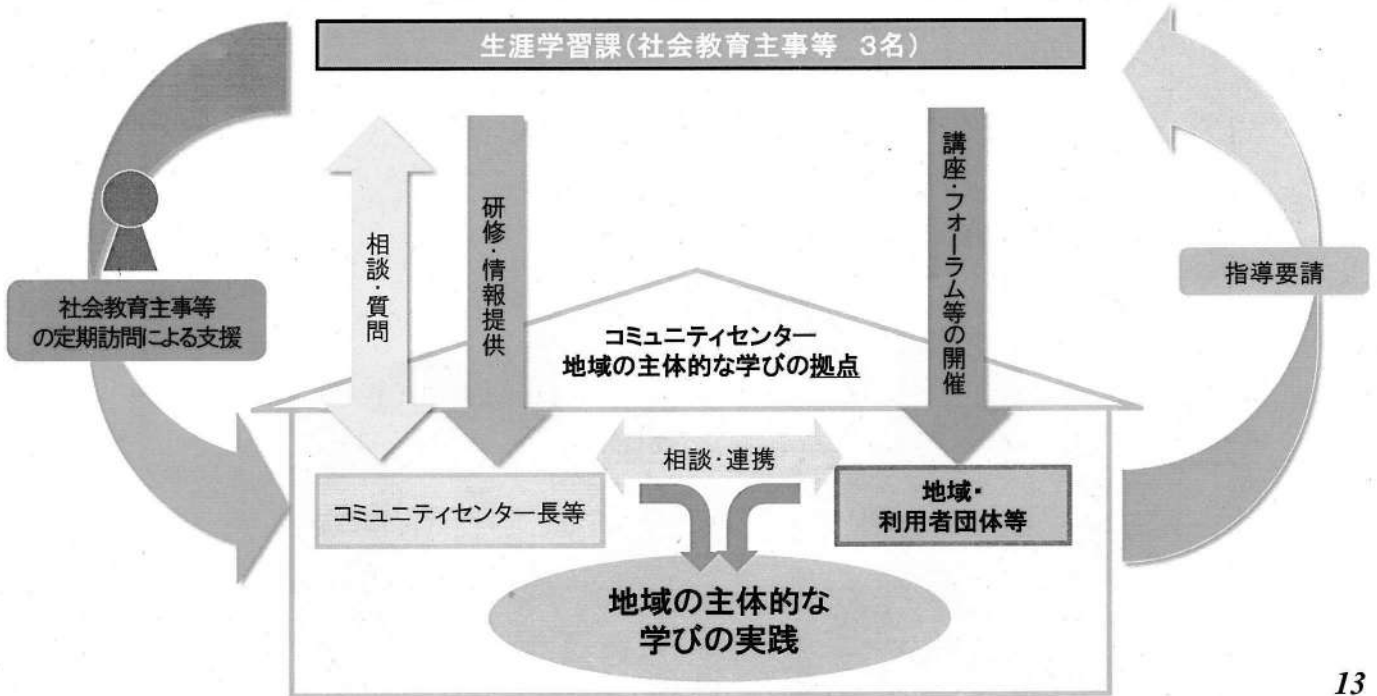 生涯学習課(社会教育主事等 3名)
相談・質問
研修・情報提供
講座・フォーラム等の開催
社会教育主事等
の定期訪問による支援
指導要請
コミュニティセンター
地域の主体的な学びの拠点
相談・連携
コミュニティセンター長等
地域・
利用者団体等
地域の主体的な
学びの実践
13